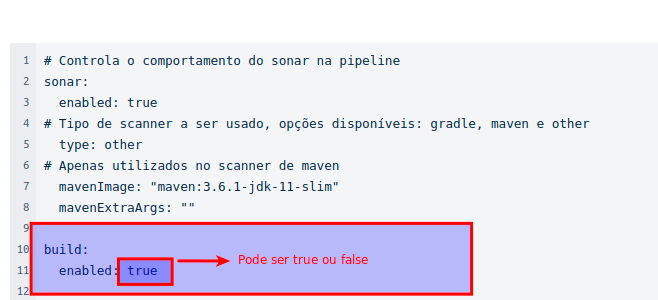 1 # Controla o comportamento do sonar na pipeline
2 sonar:
3   enabled: true
4 # Tipo de scanner a ser usado, opções disponíveis: gradle, maven e other
5   type: other
6 # Apenas utilizados no scanner de maven
7   mavenImage: "maven:3.6.1-jdk-11-slim"
8   mavenExtraArgs: ""
9
10 build:
11   enabled: true Pode ser true ou false
12